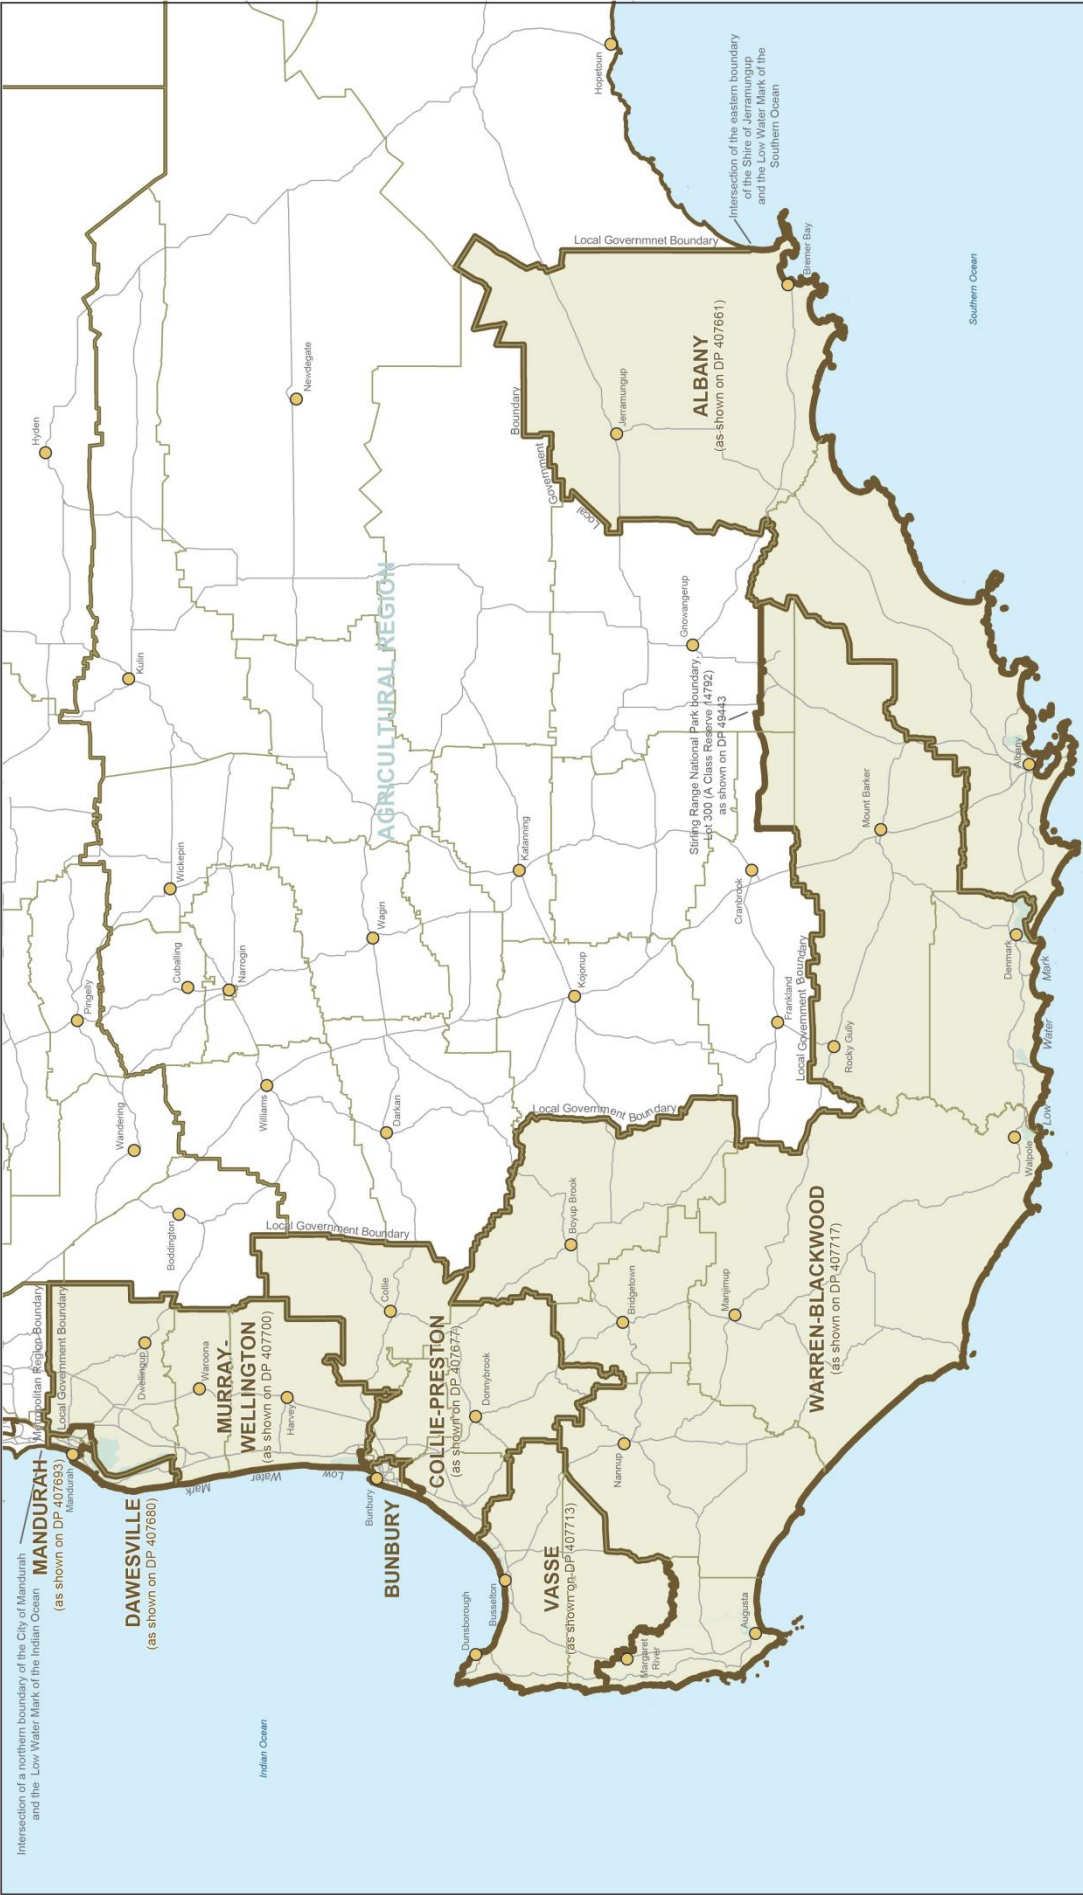 Intersection of a northern boundary of the City of Mandurah
and the Low Water Mark of the Indian Ocean
MANDURAH
(as shown on DP 407693)
Mandurah
Metropolitan Region Boundary
Local Government Boundary
DAWESVILLE
(as shown on DP 407680)
Dwellingup
Waroona
MURRAY -
WELLINGTON
(as shown on DP 407700)
Harvey
Mark
Water
Low
Bunbury
BUNBURY
COLLIE-PRESTON
(as shown on DP 407677)
Collie
Donnybrook
Local Government Boundary
Boddington
Wandering
Pingelly
Cuballing
Narrogin
Wickepin
Williams
Darkan
Wagin
Kulin
Hyden
Newdegate
AGRICULTURAL REGION
Katanning
Kojonup
Gnowangerup
Stirling Range National Park boundary,
Lot 300 (A Class Reserve 14792)
as shown on DP 49443
Cranbrook
Frankland
Local Government Boundary
Rocky Gully
Mount Barker
Denmark
Albany
Walpole
Low
Water
Mark
Local Government Boundary
Boyup Brook
Bridgetown
Manjimup
WARREN-BLACKWOOD
(as shown on DP 407717)
Nannup
Dunsborough
Busselton
VASSE
(as shown on DP 407713)
Margaret
River
Augusta
Indian Ocean
Local
Government
Boundary
Jerramungup
ALBANY
(as shown on DP 407661)
Local Governmnet Boundary
Bremer Bay
Hopetoun
Intersection of the eastern boundary
of the Shire of Jerramungup
and the Low Water Mark of the
Southern Ocean
Southern Ocean